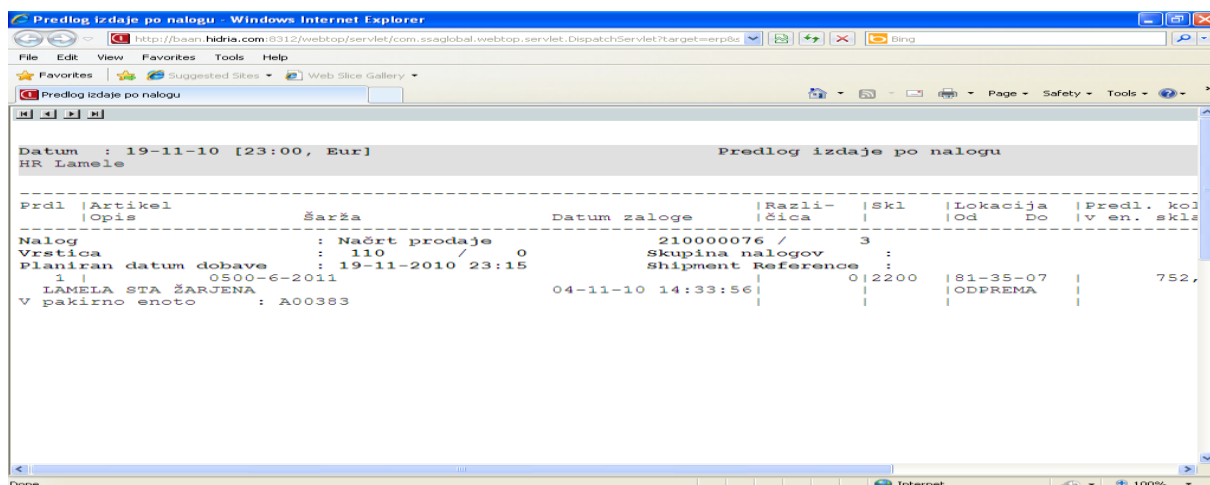 Predlog izdaje po nalogu - Windows Internet Explorer
http://baan.hidria.com:8312/webtop/servlet/com.ssaglobal.webtop.servlet.DispatchServlet?target=erp&s Bing
File Edit View Favorites Tools Help
Favorites Suggested Sites Web Slice Gallery
Predlog izdaje po nalogu Page Safety Tools
Datum : 19-11-10 [23:00, Eur] Predlog izdaje po nalogu
HR Lamele
Prdl |Artikel |Razli- |Skl |Lokacija |Predl. kol
|Opis Šarža Datum zaloge |čica | |Od Do |v en. skla
Nalog : Načrt prodaje 210000076 / 3
Vrstica : 110 / 0 Skupina nalogov :
Planiran datum dobave : 19-11-2010 23:15 Shipment Reference :
1 | 0500-6-2011 | 0|2200 |81-35-07 | 752,
LAMELA STA ŽARJENA 04-11-10 14:33:56| | |ODPREMA |
V pakirno enoto : A00383 | | | |
Done Internet 100%